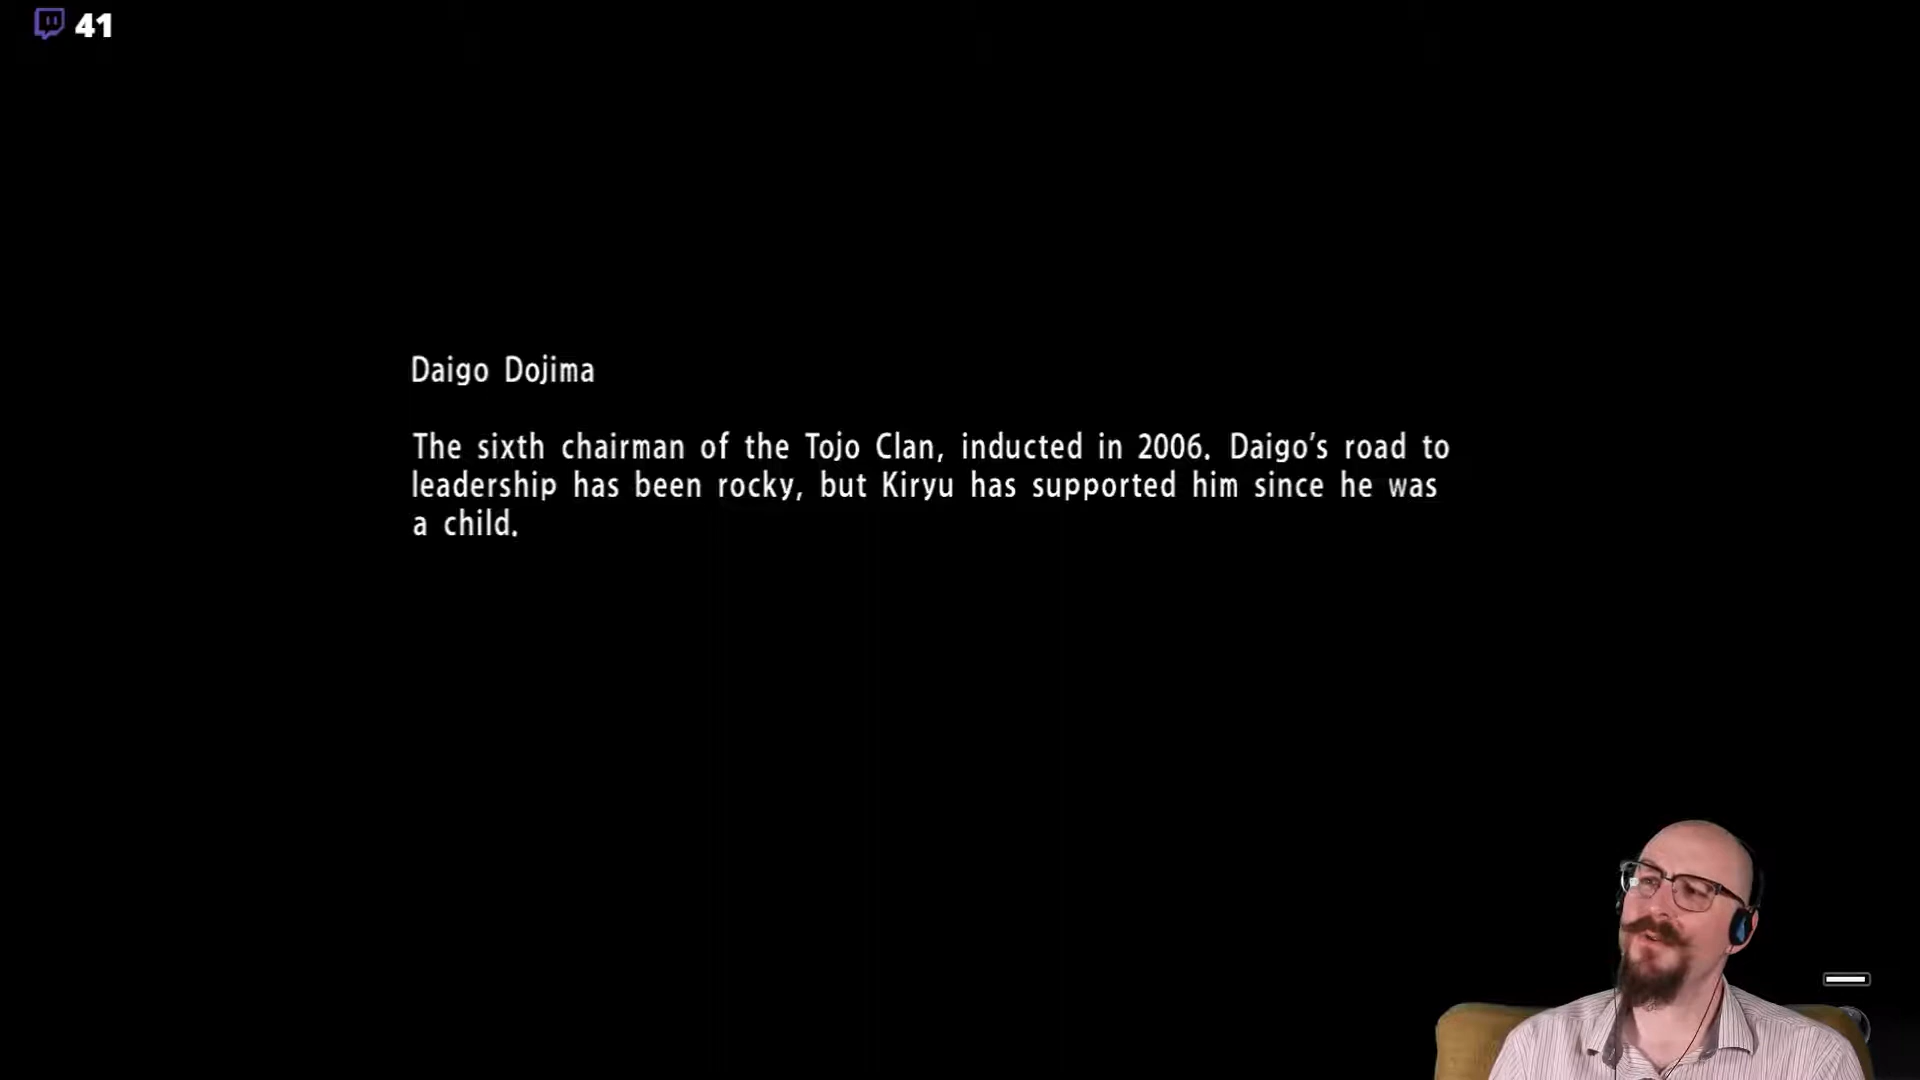 41
Daigo Dojima
The sixth chairman of the Tojo Clan, inducted in 2006. Daigo's road to
leadership has been rocky, but Kiryu has supported him since he was
a child.